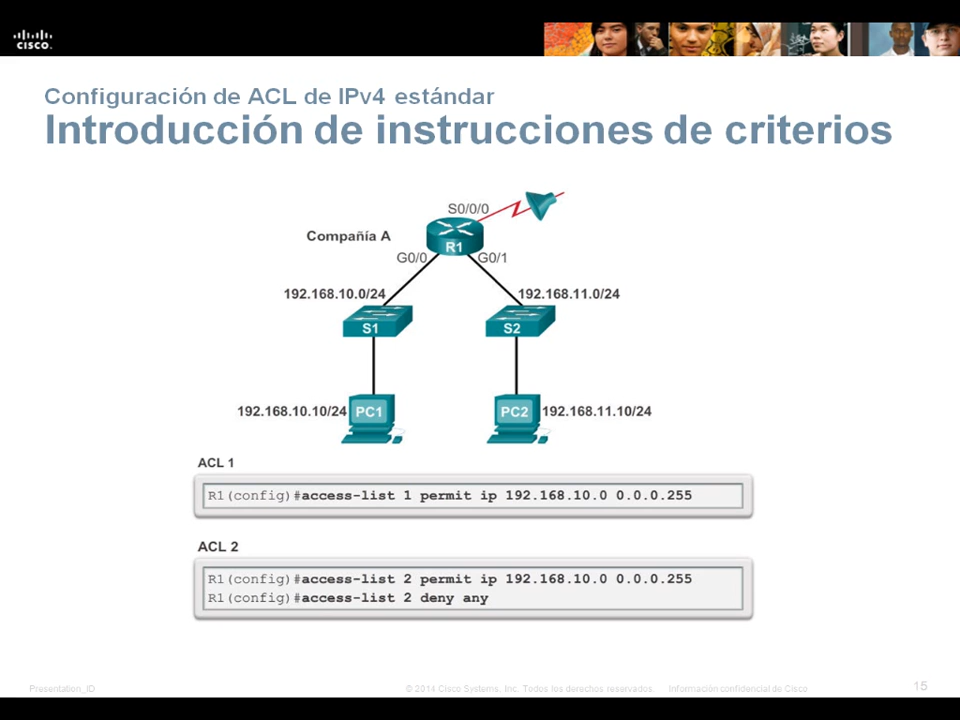 CISCO.
Configuración de ACL de IPv4 estándar
Introducción de instrucciones de criterios
S0/0/0
Compañía A
R1
G0/0
G0/1
192.168.10.0/24
192.168.11.0/24
S1
S2
192.168.10.10/24
PC1
PC2
192.168.11.10/24
ACL 1
R1(config)#access-list 1 permit ip 192.168.10.0 0.0.0.255
ACL 2
R1(config)#access-list 2 permit ip 192.168.10.0 0.0.0.255
R1(config)#access-list 2 deny any
Presentation_ID
© 2014 Cisco Systems, Inc. Todos los derechos reservados.
Información confidencial de Cisco
15